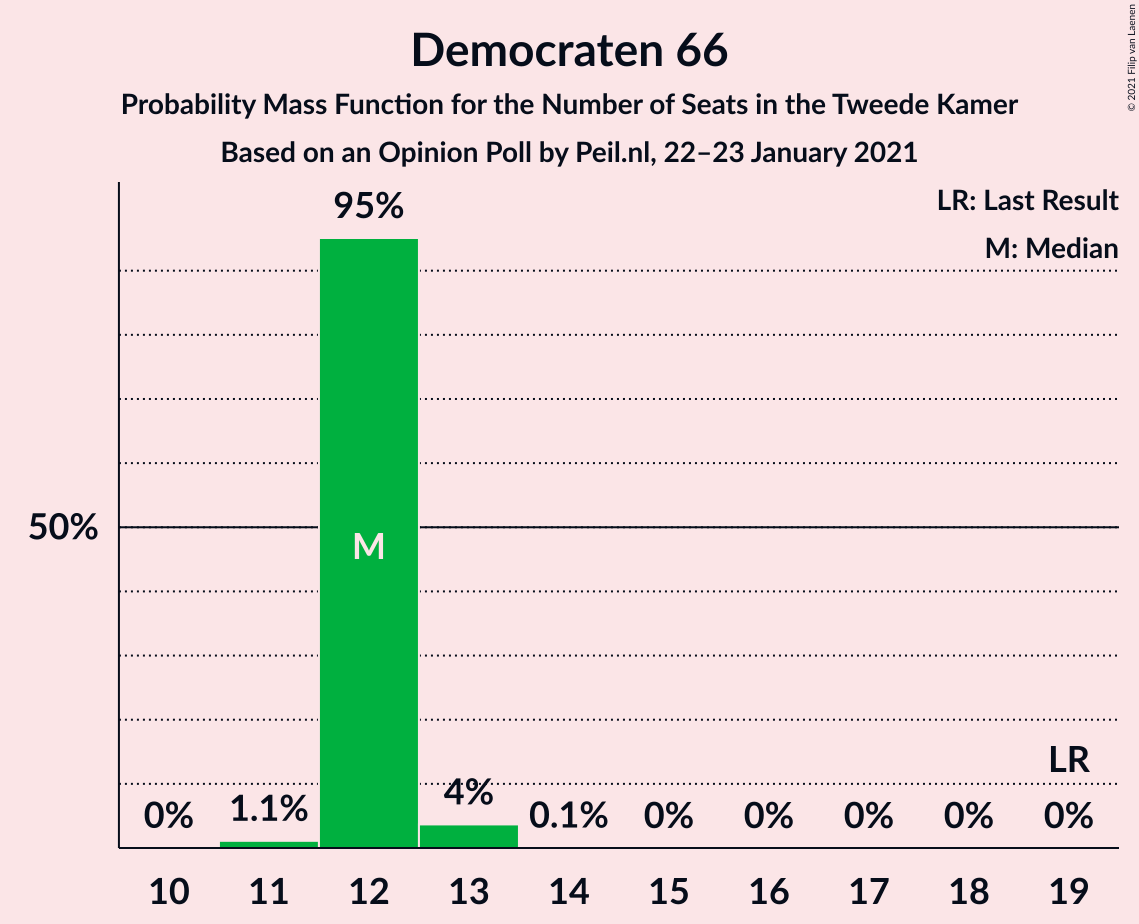 Democraten 66
Probability Mass Function for the Number of Seats in the Tweede Kamer
Based on an Opinion Poll by Peil.nl, 22–23 January 2021
© 2021 Filip van Laenen
LR: Last Result
M: Median
95%
50%
M
LR
0% 1.1% 4% 0.1% 0% 0% 0% 0% 0%
10 11 12 13 14 15 16 17 18 19